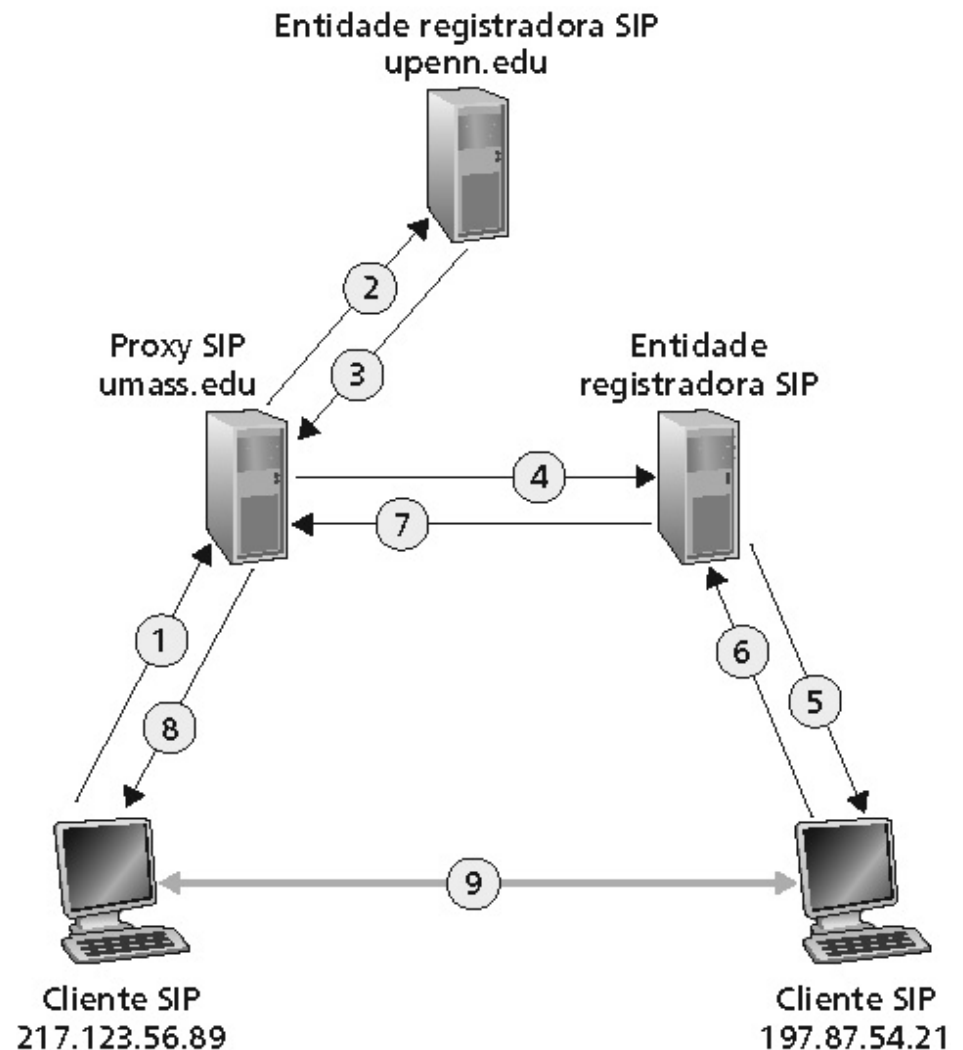 Entidade registradora SIP
upenn.edu
2
3
Proxy SIP
umass.edu
Entidade
registradora SIP
4
7
1
8
6
5
9
Cliente SIP
217.123.56.89
Cliente SIP
197.87.54.21